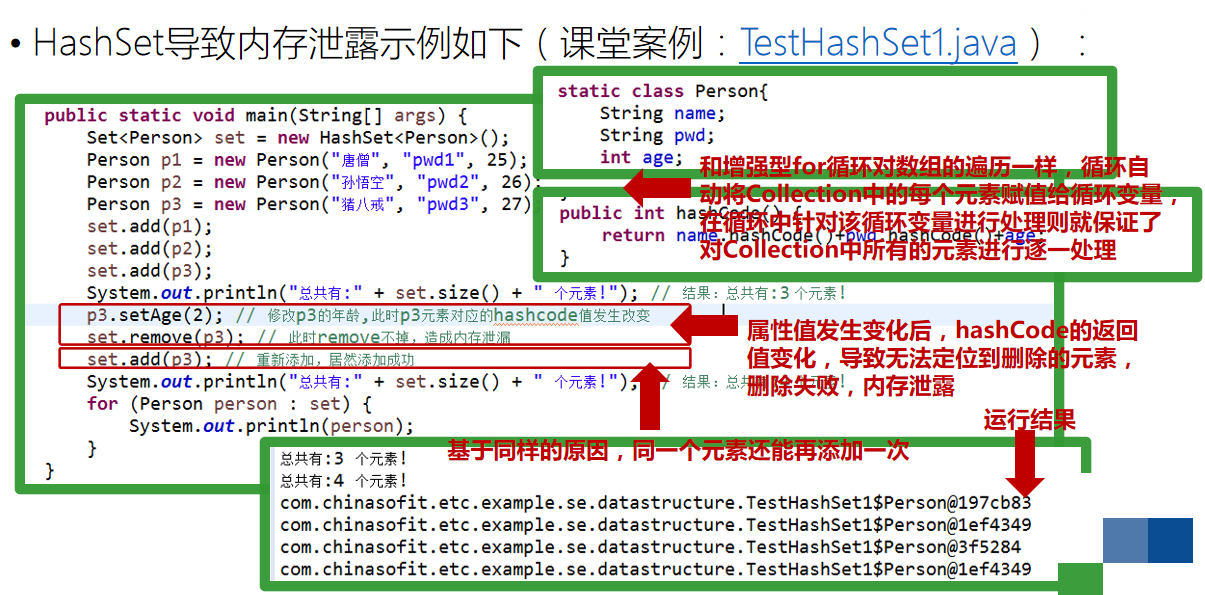 • HashSet导致内存泄露示例如下（课堂案例：TestHashSet1.java）：
public static void main(String[] args) {
Set<Person> set = new HashSet<Person>();
Person p1 = new Person("唐僧", "pwd1", 25);
Person p2 = new Person("孙悟空", "pwd2", 26);
Person p3 = new Person("猪八戒", "pwd3", 27);
set.add(p1);
set.add(p2);
set.add(p3);
System.out.println("总共有:" + set.size() + " 个元素!"); // 结果：总共有:3 个元素!
p3.setAge(2); // 修改p3的年龄,此时p3元素对应的hashcode值发生改变
set.remove(p3); // 此时remove不掉，造成内存泄漏
set.add(p3); // 重新添加，居然添加成功
System.out.println("总共有:" + set.size() + " 个元素!"); // 结果：总共
for (Person person : set) {
System.out.println(person);
}
}
static class Person{
String name;
String pwd;
int age;
和增强型for循环对数组的遍历一样，循环自
动将Collection中的每个元素赋值给循环变量，
在循环中针对该循环变量进行处理则就保证了
对Collection中所有的元素进行逐一处理
public int hashCode() {
return name.hashCode()+pwd.hashCode()+age;
}
属性值发生变化后，hashCode的返回
值变化，导致无法定位到删除的元素，
删除失败，内存泄露
运行结果
基于同样的原因，同一个元素还能再添加一次
总共有:3 个元素!
总共有:4 个元素!
com.chinasofit.etc.example.se.datastructure.TestHashSet1$Person@197cb83
com.chinasofit.etc.example.se.datastructure.TestHashSet1$Person@1ef4349
com.chinasofit.etc.example.se.datastructure.TestHashSet1$Person@3f5284
com.chinasofit.etc.example.se.datastructure.TestHashSet1$Person@1ef4349